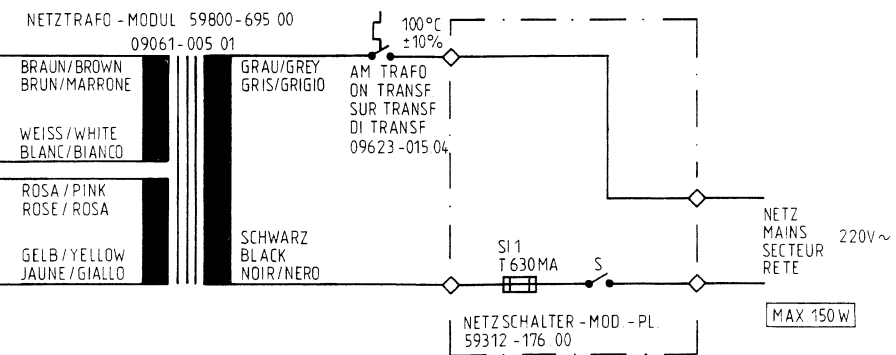 NETZTRAFO-MODUL 59800-695 00
09061-005 01
BRAUN/BROWN
BRUN/MARRONE
WEISS/WHITE
BLANC/BIANCO
ROSA/PINK
ROSE/ROSA
GELB/YELLOW
JAUNE/GIALLO
GRAU/GREY
GRIS/GRIGIO
SCHWARZ
BLACK
NOIR/NERO
100°C
±10%
AM TRAFO
ON TRANSF
SUR TRANSF
DI TRANSF
09623-015.04
SI 1
T 630MA
S
NETZSCHALTER-MOD.-PL.
59312-176.00
NETZ
MAINS
SECTEUR
RETE
220V~
MAX.150W